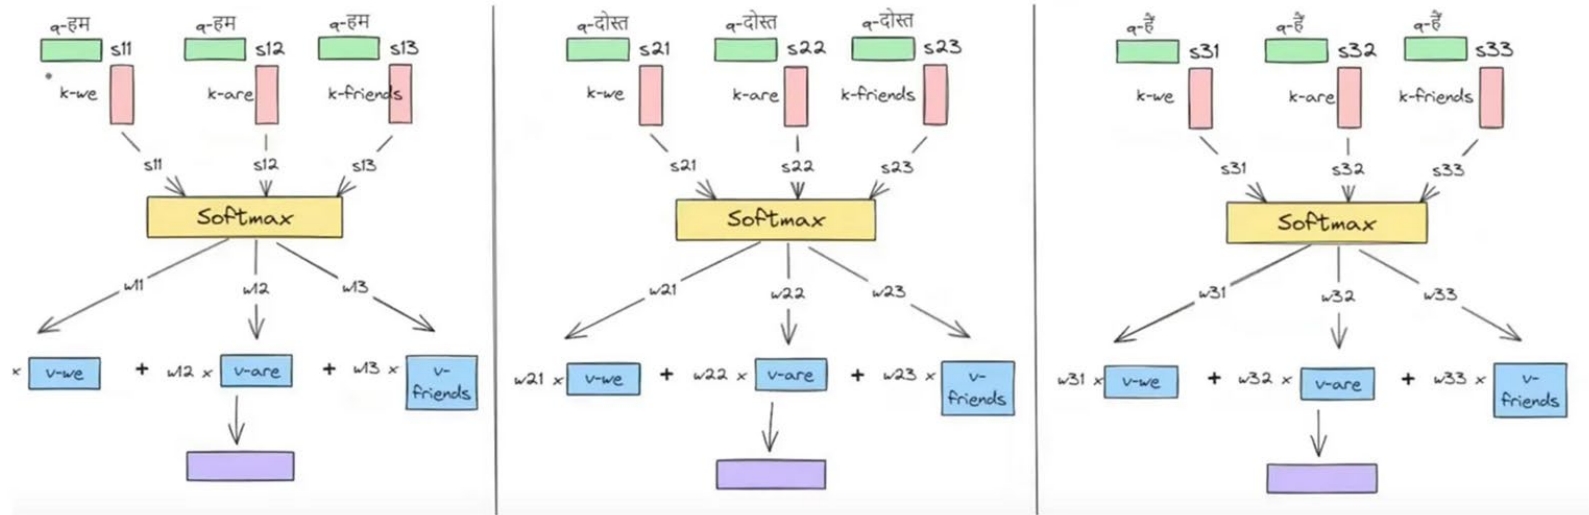 q-हम q-हम q-हम
s11 s12 s13
k-we k-are k-friends
s11 s12 s13
Softmax
w11 w12 w13
× v-we + w12 × v-are + w13 × v-
friends
q-दोस्त q-दोस्त q-दोस्त
s21 s22 s23
k-we k-are k-friends
s21 s22 s23
Softmax
w21 w22 w23
w21 × v-we + w22 × v-are + w23 × v-
friends
q-हैं q-हैं q-हैं
s31 s32 s33
k-we k-are k-friends
s31 s32 s33
Softmax
w31 w32 w33
w31 × v-we + w32 × v-are + w33 × v-
friends